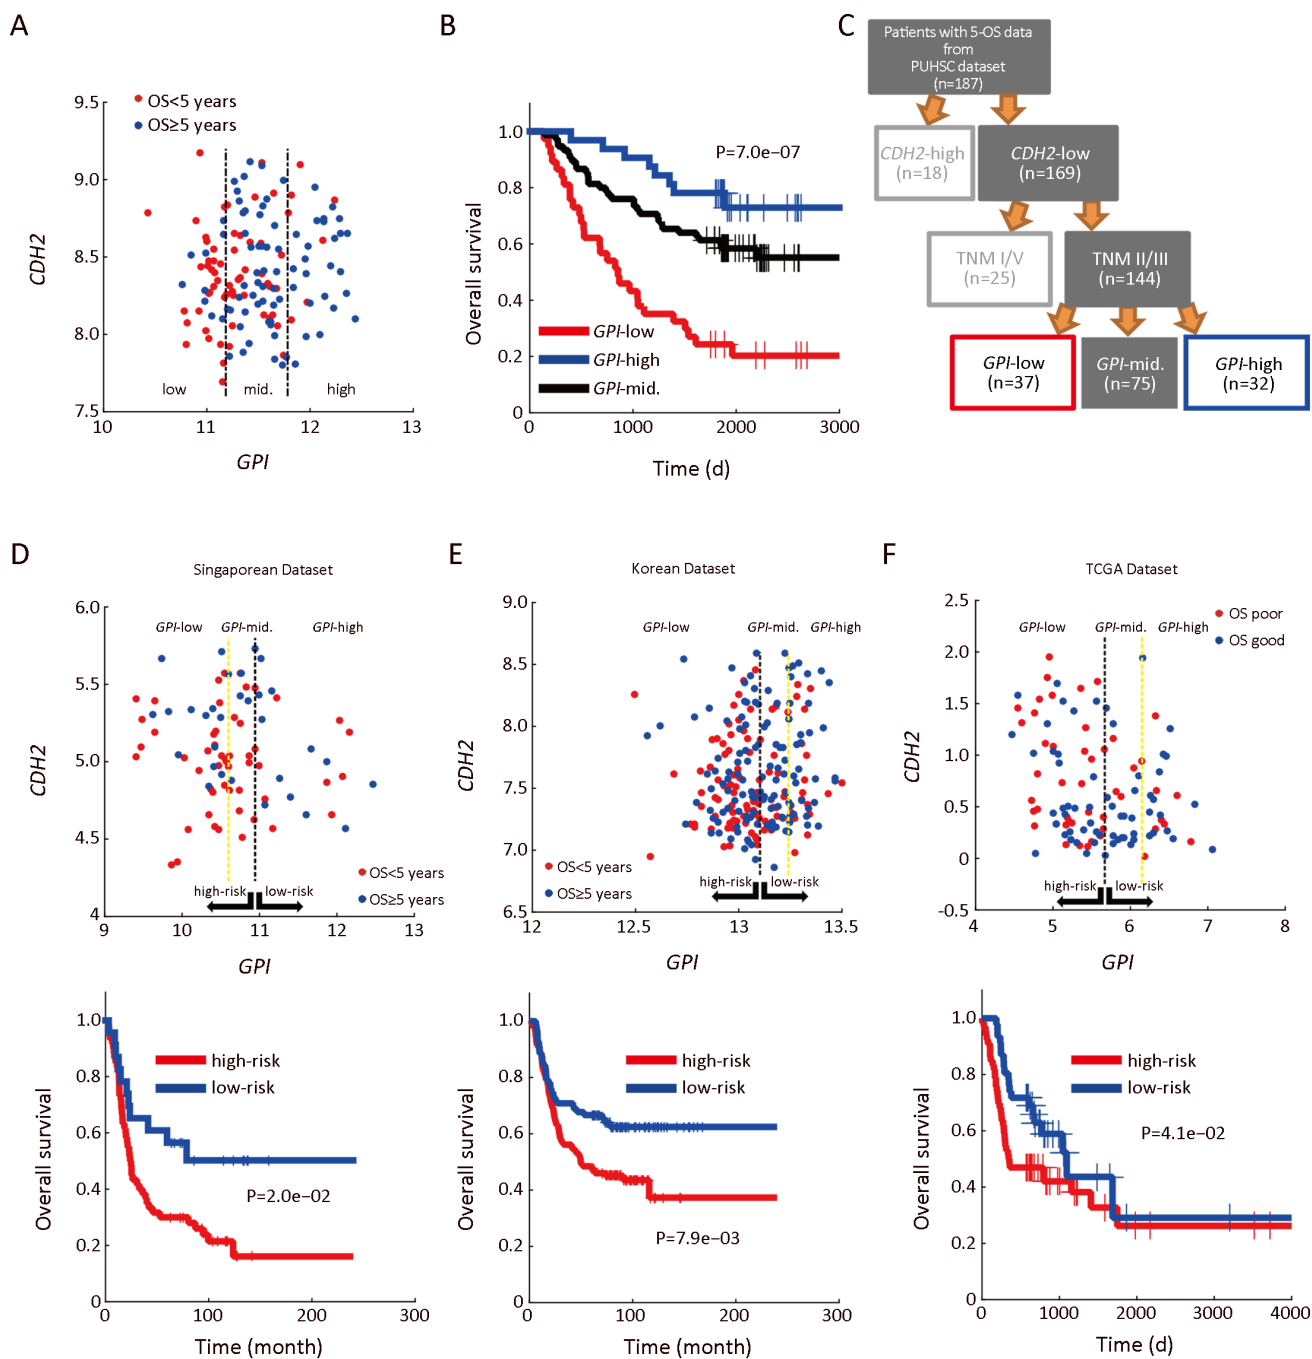 A
CDH2
9.5
9.0
8.5
8.0
7.5
OS<5 years
OS≥5 years
low
mid.
high
10
11
12
13
GPI
B
Overall survival
1.0
0.8
0.6
0.4
0.2
0
P=7.0e−07
GPI-low
GPI-high
GPI-mid.
0
1000
2000
3000
Time (d)
C
Patients with 5-OS data
from
PUHSC dataset
(n=187)
CDH2-high
(n=18)
CDH2-low
(n=169)
TNM I/V
(n=25)
TNM II/III
(n=144)
GPI-low
(n=37)
GPI-mid.
(n=75)
GPI-high
(n=32)
D
Singaporean Dataset
CDH2
6.0
5.5
5.0
4.5
4
GPI-low
GPI-mid.
GPI-high
OS<5 years
OS≥5 years
high-risk
low-risk
9
10
11
12
13
GPI
Overall survival
1.0
0.8
0.6
0.4
0.2
0
high-risk
low-risk
P=2.0e−02
0
100
200
300
Time (month)
E
Korean Dataset
CDH2
9.0
8.5
8.0
7.5
7.0
6.5
GPI-low
GPI-mid.
GPI-high
OS<5 years
OS≥5 years
high-risk
low-risk
12
12.5
13
13.5
GPI
Overall survival
1.0
0.8
0.6
0.4
0.2
0
high-risk
low-risk
P=7.9e−03
0
100
200
300
Time (month)
F
TCGA Dataset
CDH2
2.5
2.0
1.5
1.0
0.5
0
-0.5
OS poor
OS good
GPI-low
GPI-mid.
GPI-high
high-risk
low-risk
4
5
6
7
8
GPI
Overall survival
1.0
0.8
0.6
0.4
0.2
0
high-risk
low-risk
P=4.1e−02
0
1000
2000
3000
4000
Time (d)